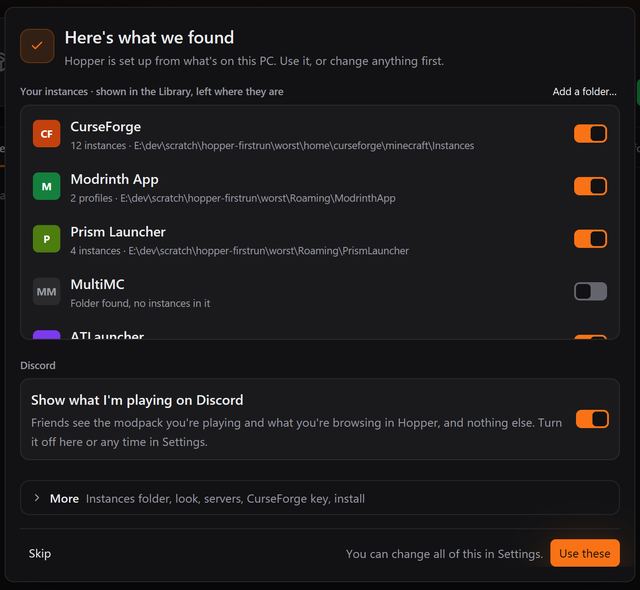 Here's what we found
Hopper is set up from what's on this PC. Use it, or change anything first.
Your instances · shown in the Library, left where they are
Add a folder...
CF
CurseForge
12 instances · E:\dev\scratch\hopper-firstrun\worst\home\curseforge\minecraft\Instances
M
Modrinth App
2 profiles · E:\dev\scratch\hopper-firstrun\worst\Roaming\ModrinthApp
P
Prism Launcher
4 instances · E:\dev\scratch\hopper-firstrun\worst\Roaming\PrismLauncher
MM
MultiMC
Folder found, no instances in it
ATLauncher
Discord
Show what I'm playing on Discord
Friends see the modpack you're playing and what you're browsing in Hopper, and nothing else. Turn
it off here or any time in Settings.
More Instances folder, look, servers, CurseForge key, install
Skip
You can change all of this in Settings.
Use these